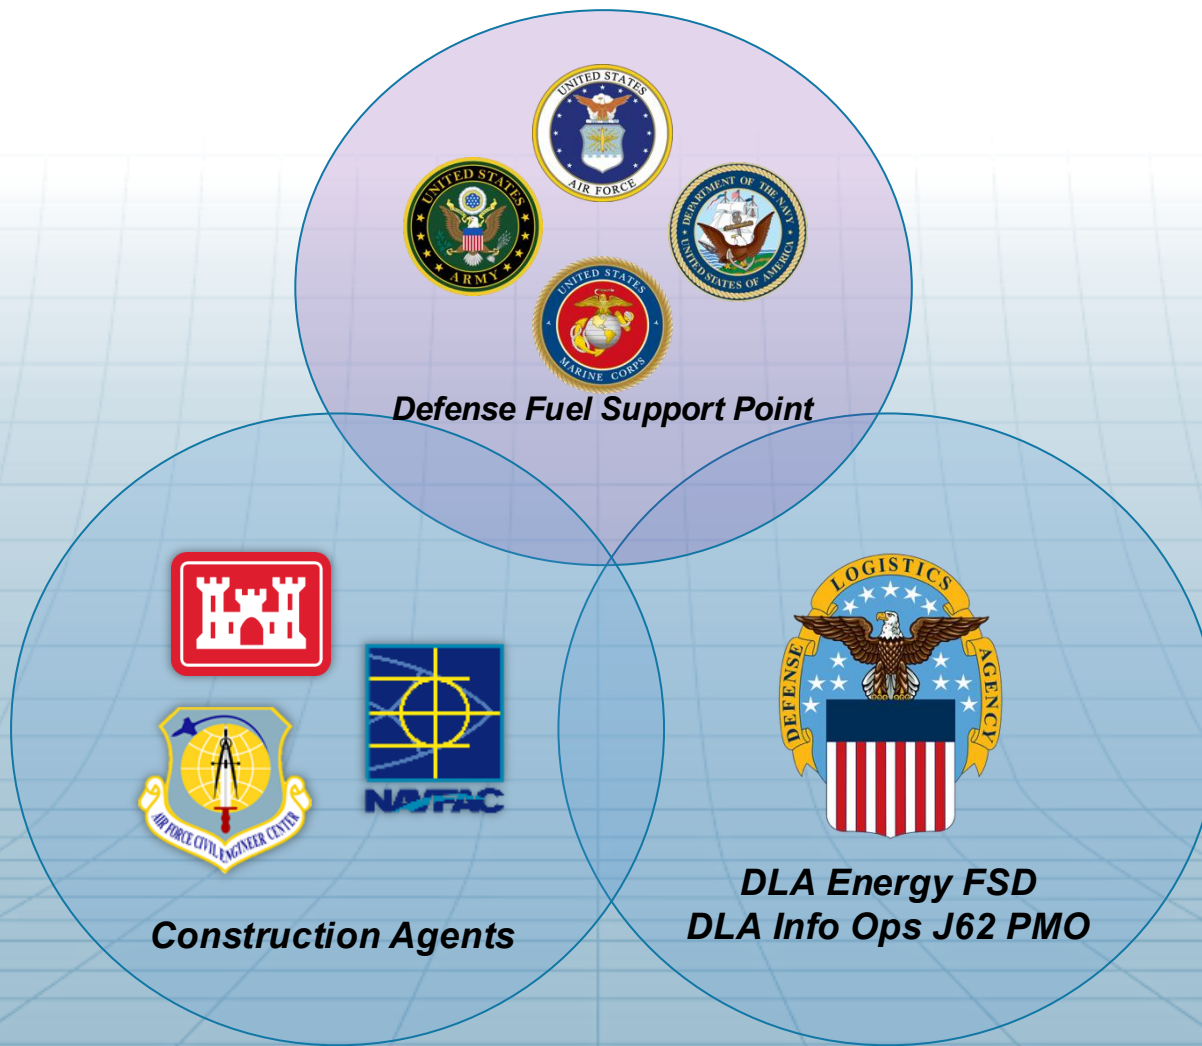 UNITED STATES
AIR FORCE
UNITED STATES
ARMY
DEPARTMENT OF THE NAVY
UNITED STATES OF AMERICA
UNITED STATES
MARINE CORPS
Defense Fuel Support Point
NAVFAC
AIR FORCE CIVIL ENGINEER CENTER
Construction Agents
DEFENSE LOGISTICS AGENCY
DLA Energy FSD
DLA Info Ops J62 PMO